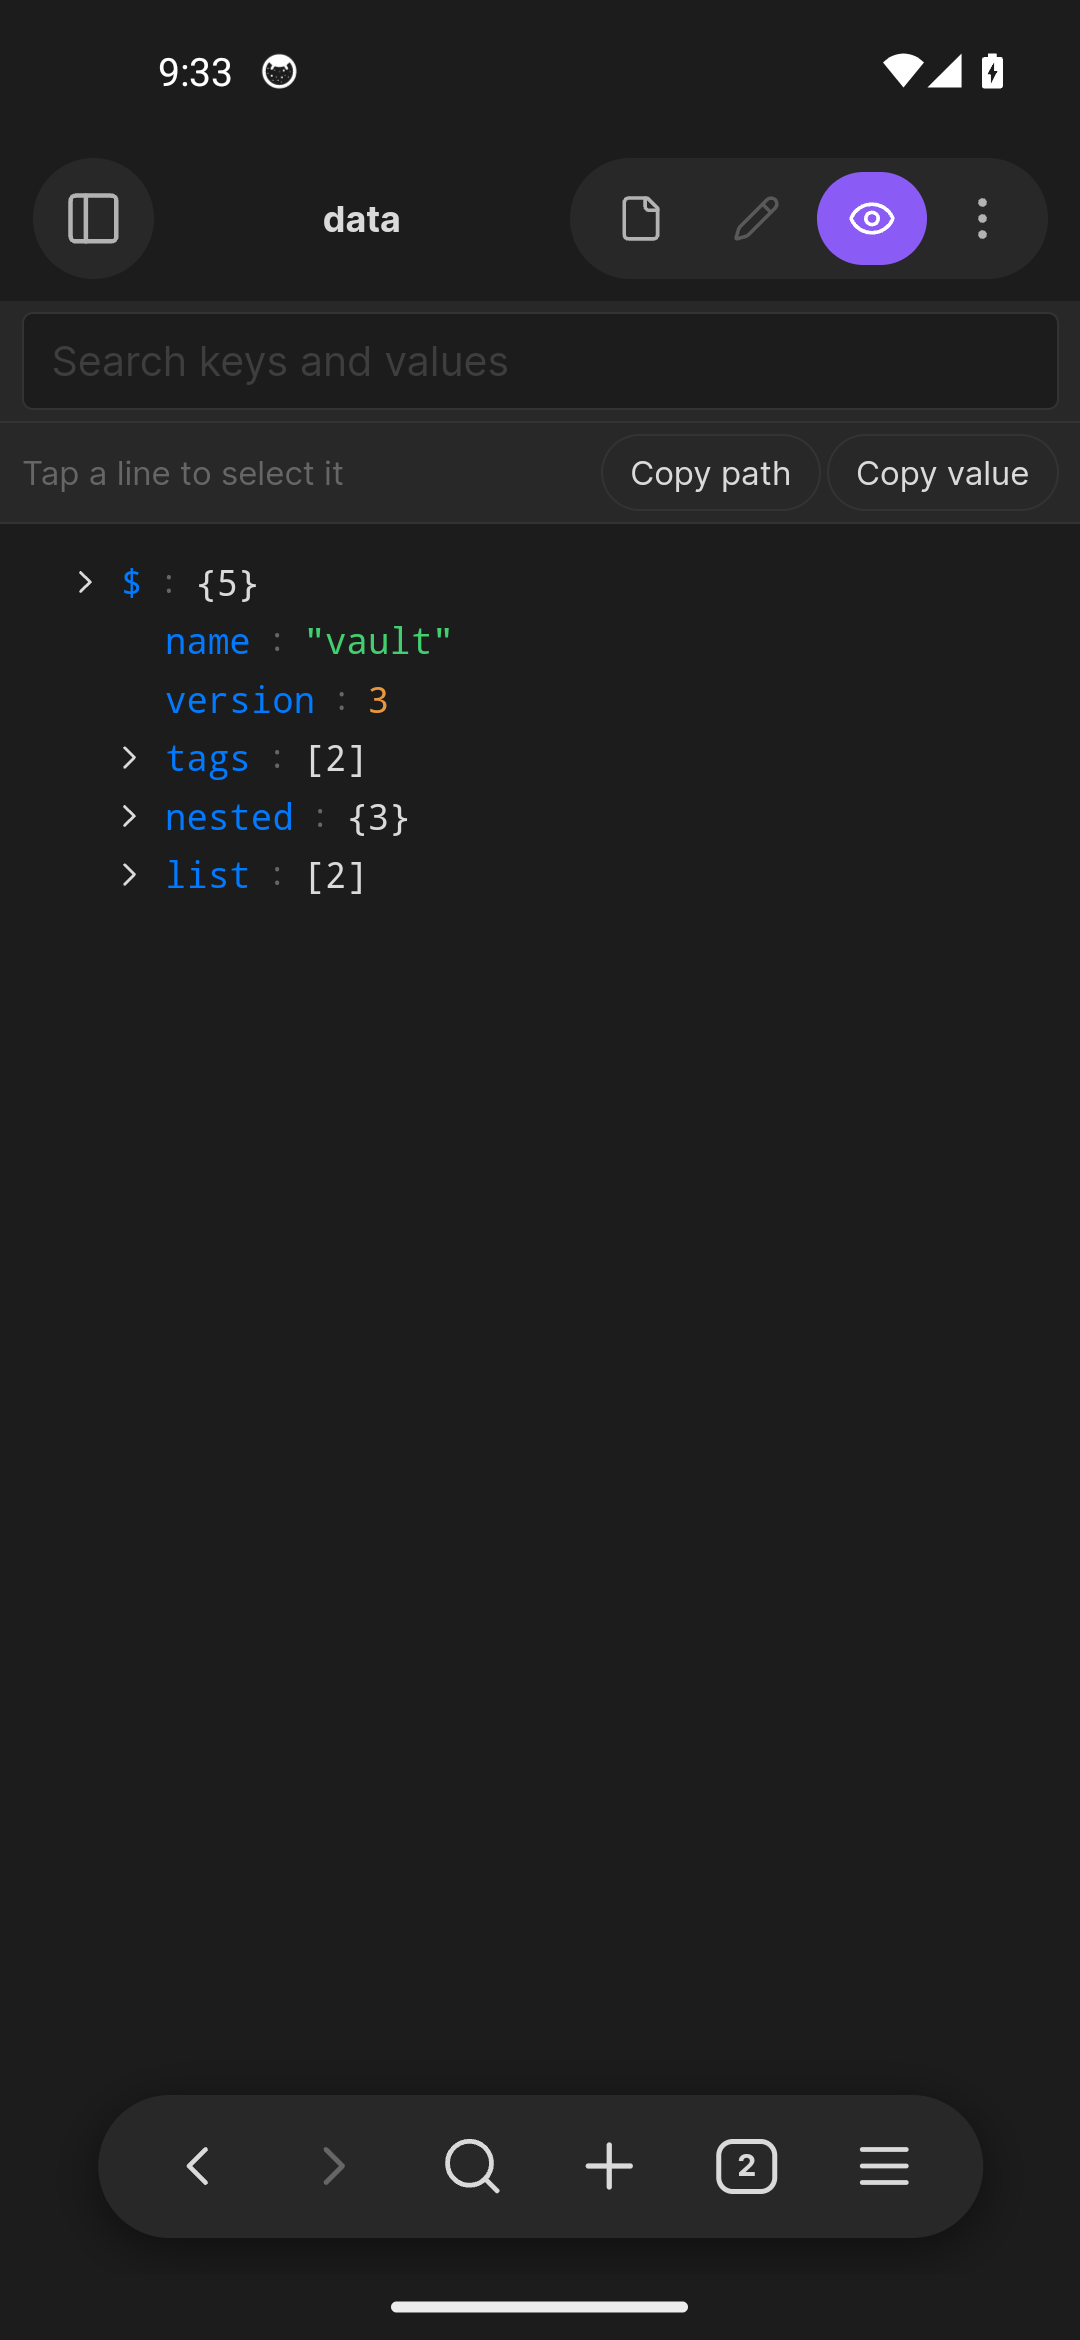 9:33
data
Search keys and values
Tap a line to select it Copy path Copy value
$ : {5}
name : "vault"
version : 3
tags : [2]
nested : {3}
list : [2]
2